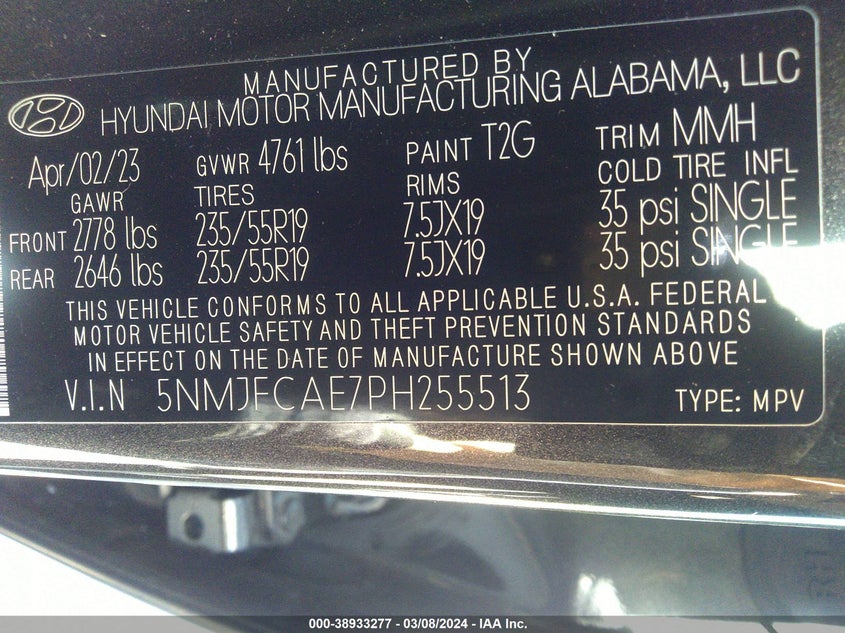 MANUFACTURED BY
HYUNDAI MOTOR MANUFACTURING ALABAMA, LLC
Apr/02/23 GVWR 4761 lbs PAINT T2G TRIM MMH
GAWR TIRES RIMS COLD TIRE INFL
FRONT 2778 lbs 235/55R19 7.5JX19 35 psi SINGLE
REAR 2646 lbs 235/55R19 7.5JX19 35 psi SINGLE
THIS VEHICLE CONFORMS TO ALL APPLICABLE U.S.A. FEDERAL
MOTOR VEHICLE SAFETY AND THEFT PREVENTION STANDARDS
IN EFFECT ON THE DATE OF MANUFACTURE SHOWN ABOVE
V.I.N 5NMJFCAE7PH255513 TYPE: MPV
RH
000-38933277 - 03/08/2024 - IAA Inc.